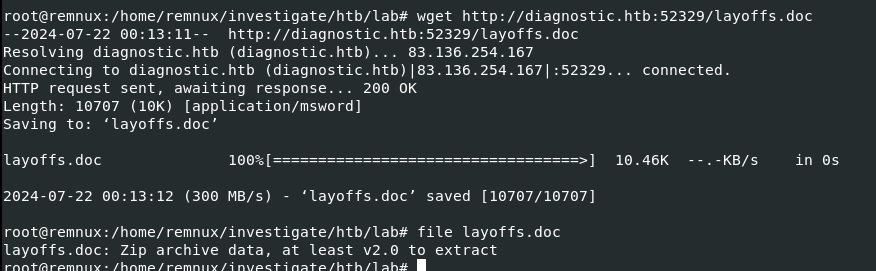 root@remnux:/home/remnux/investigate/htb/lab# wget http://diagnostic.htb:52329/layoffs.doc
--2024-07-22 00:13:11--  http://diagnostic.htb:52329/layoffs.doc
Resolving diagnostic.htb (diagnostic.htb)... 83.136.254.167
Connecting to diagnostic.htb (diagnostic.htb)|83.136.254.167|:52329... connected.
HTTP request sent, awaiting response... 200 OK
Length: 10707 (10K) [application/msword]
Saving to: ‘layoffs.doc’
layoffs.doc              100%[==================================>]  10.46K  --.-KB/s    in 0s
2024-07-22 00:13:12 (300 MB/s) - ‘layoffs.doc’ saved [10707/10707]
root@remnux:/home/remnux/investigate/htb/lab# file layoffs.doc
layoffs.doc: Zip archive data, at least v2.0 to extract
root@remnux:/home/remnux/investigate/htb/lab#